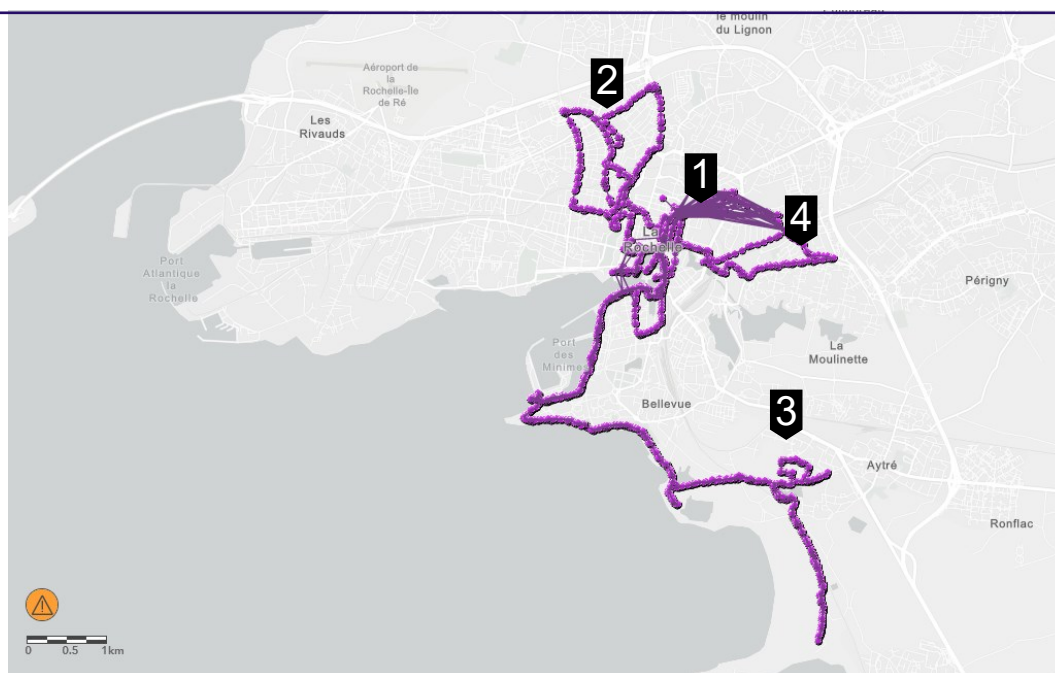 le moulin
du Lignon
Aéroport de
la
Rochelle-Île
de Ré
2
Les
Rivauds
1
4
La
Rochelle
Port
Atlantique
la
Rochelle
Périgny
La
Moulinette
Port
des
Minimes
Bellevue
3
Aytré
Ronflac
0 0.5 1km